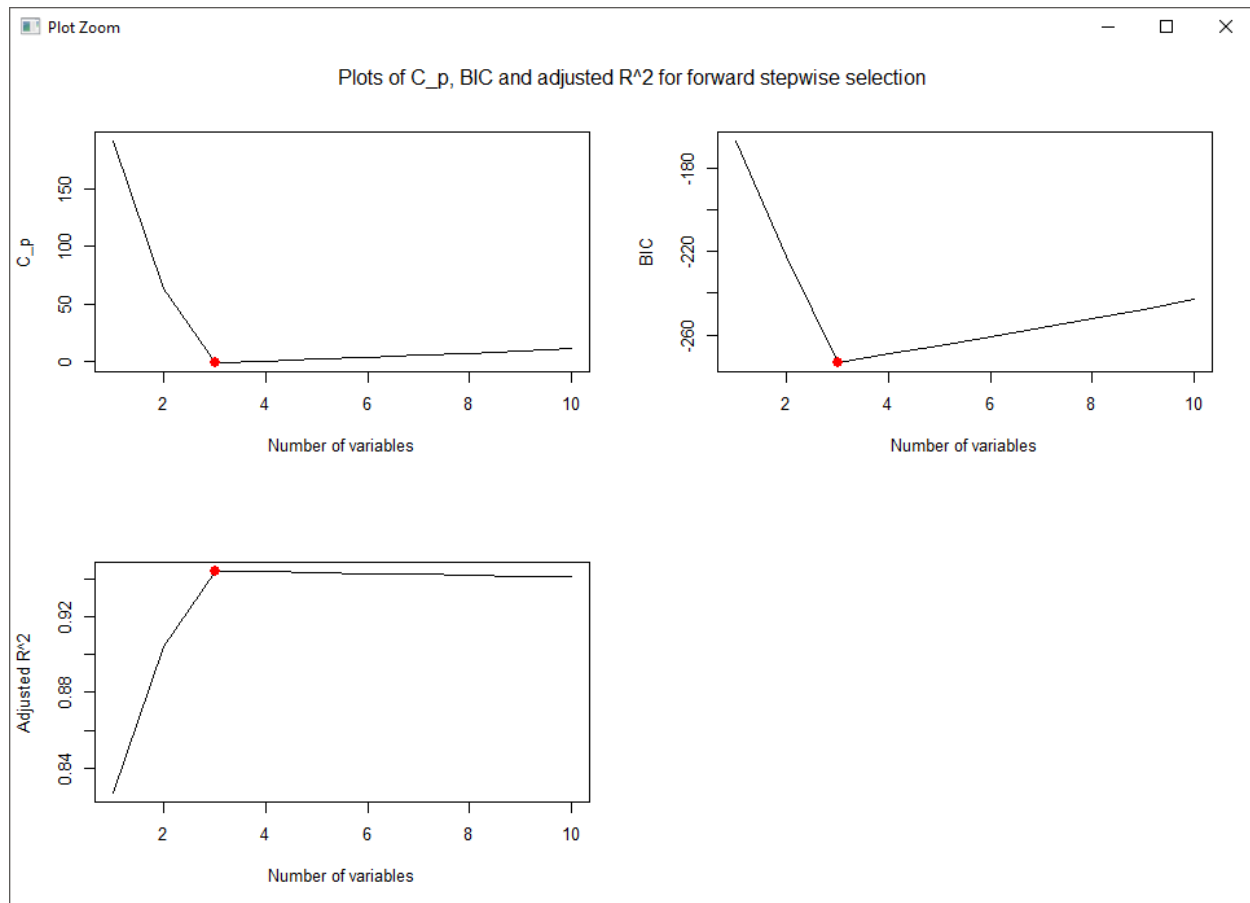 Plot Zoom
Plots of C_p, BIC and adjusted R^2 for forward stepwise selection
C_p
0 50 100 150
2 4 6 8 10
Number of variables
BIC
-260 -220 -180
2 4 6 8 10
Number of variables
Adjusted R^2
0.84 0.88 0.92
2 4 6 8 10
Number of variables